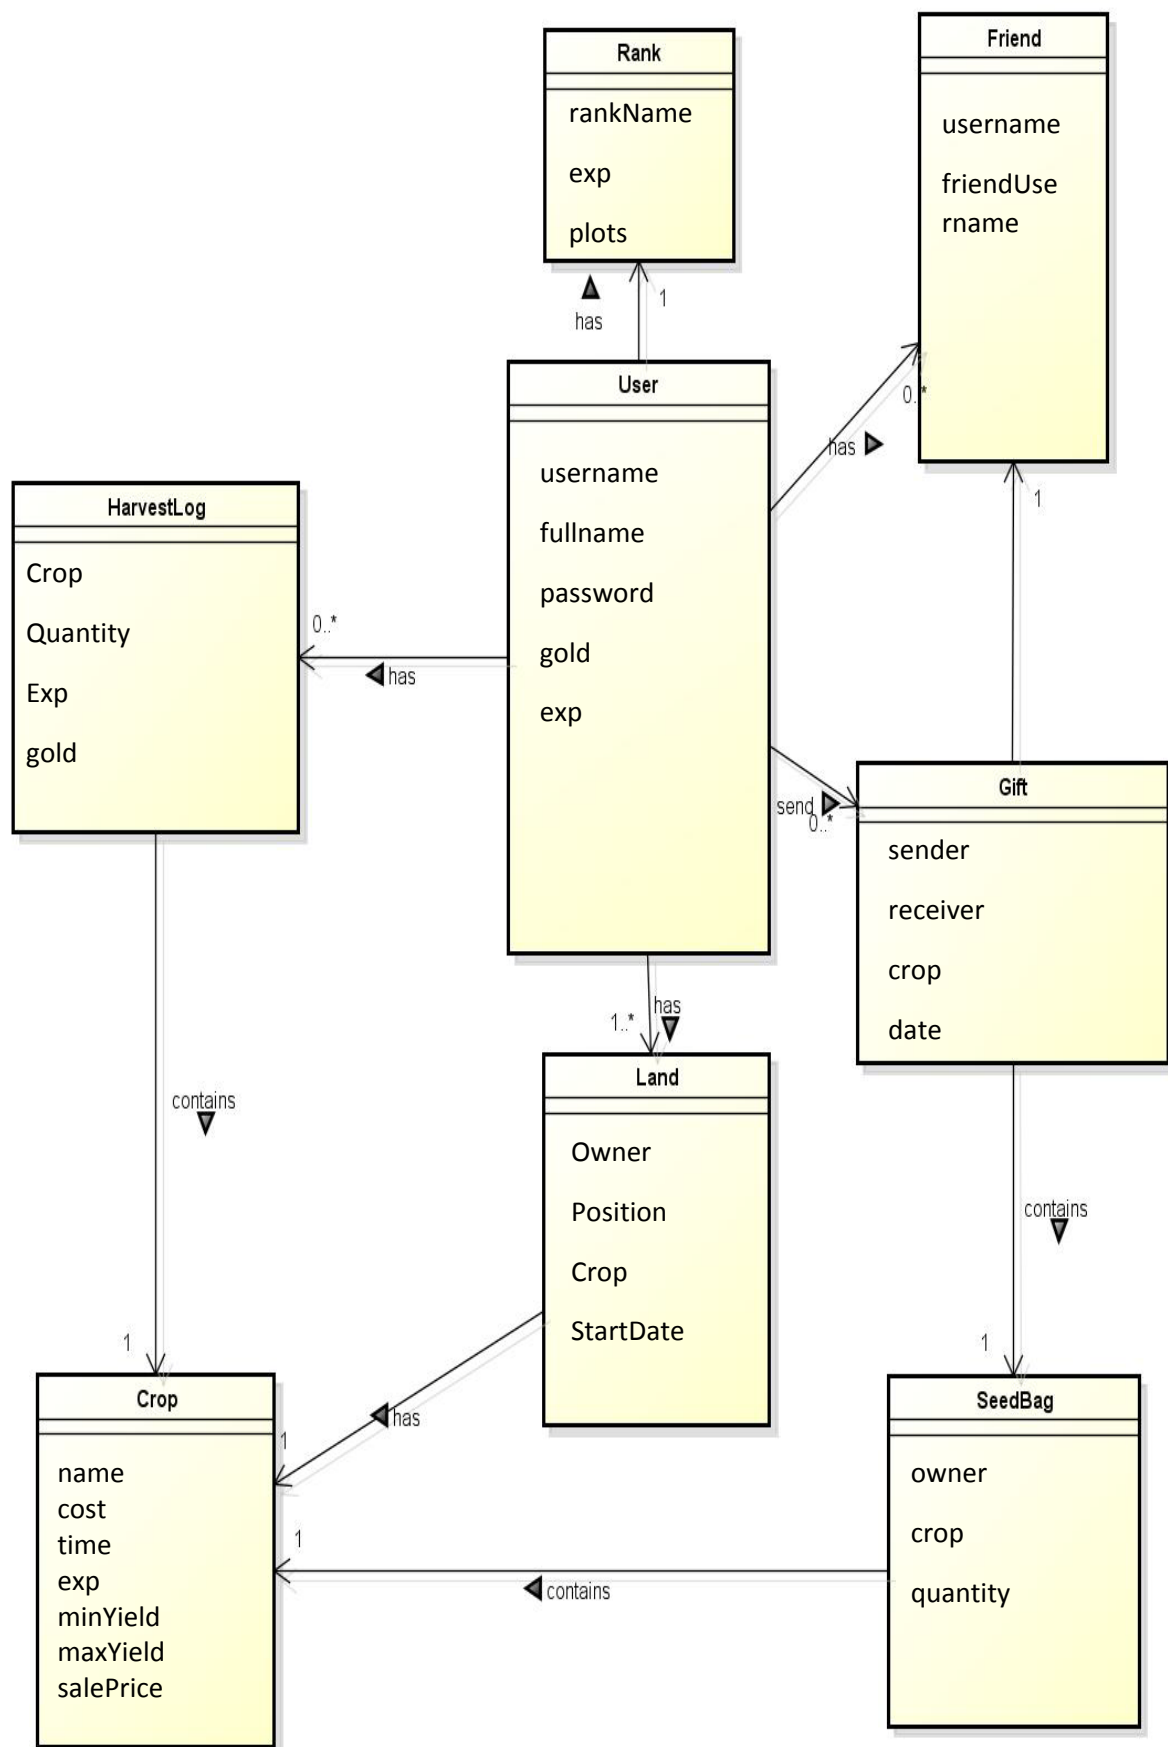 Rank
rankName
exp
plots
has
1
Friend
username
friendUse
rname
User
username
fullname
password
gold
exp
has
0..*
1
HarvestLog
Crop
Quantity
Exp
gold
0..*
has
Gift
sender
receiver
crop
date
send
0..*
has
1..*
Land
Owner
Position
Crop
StartDate
contains
1
contains
1
Crop
name
cost
time
exp
minYield
maxYield
salePrice
has
1
1
contains
SeedBag
owner
crop
quantity